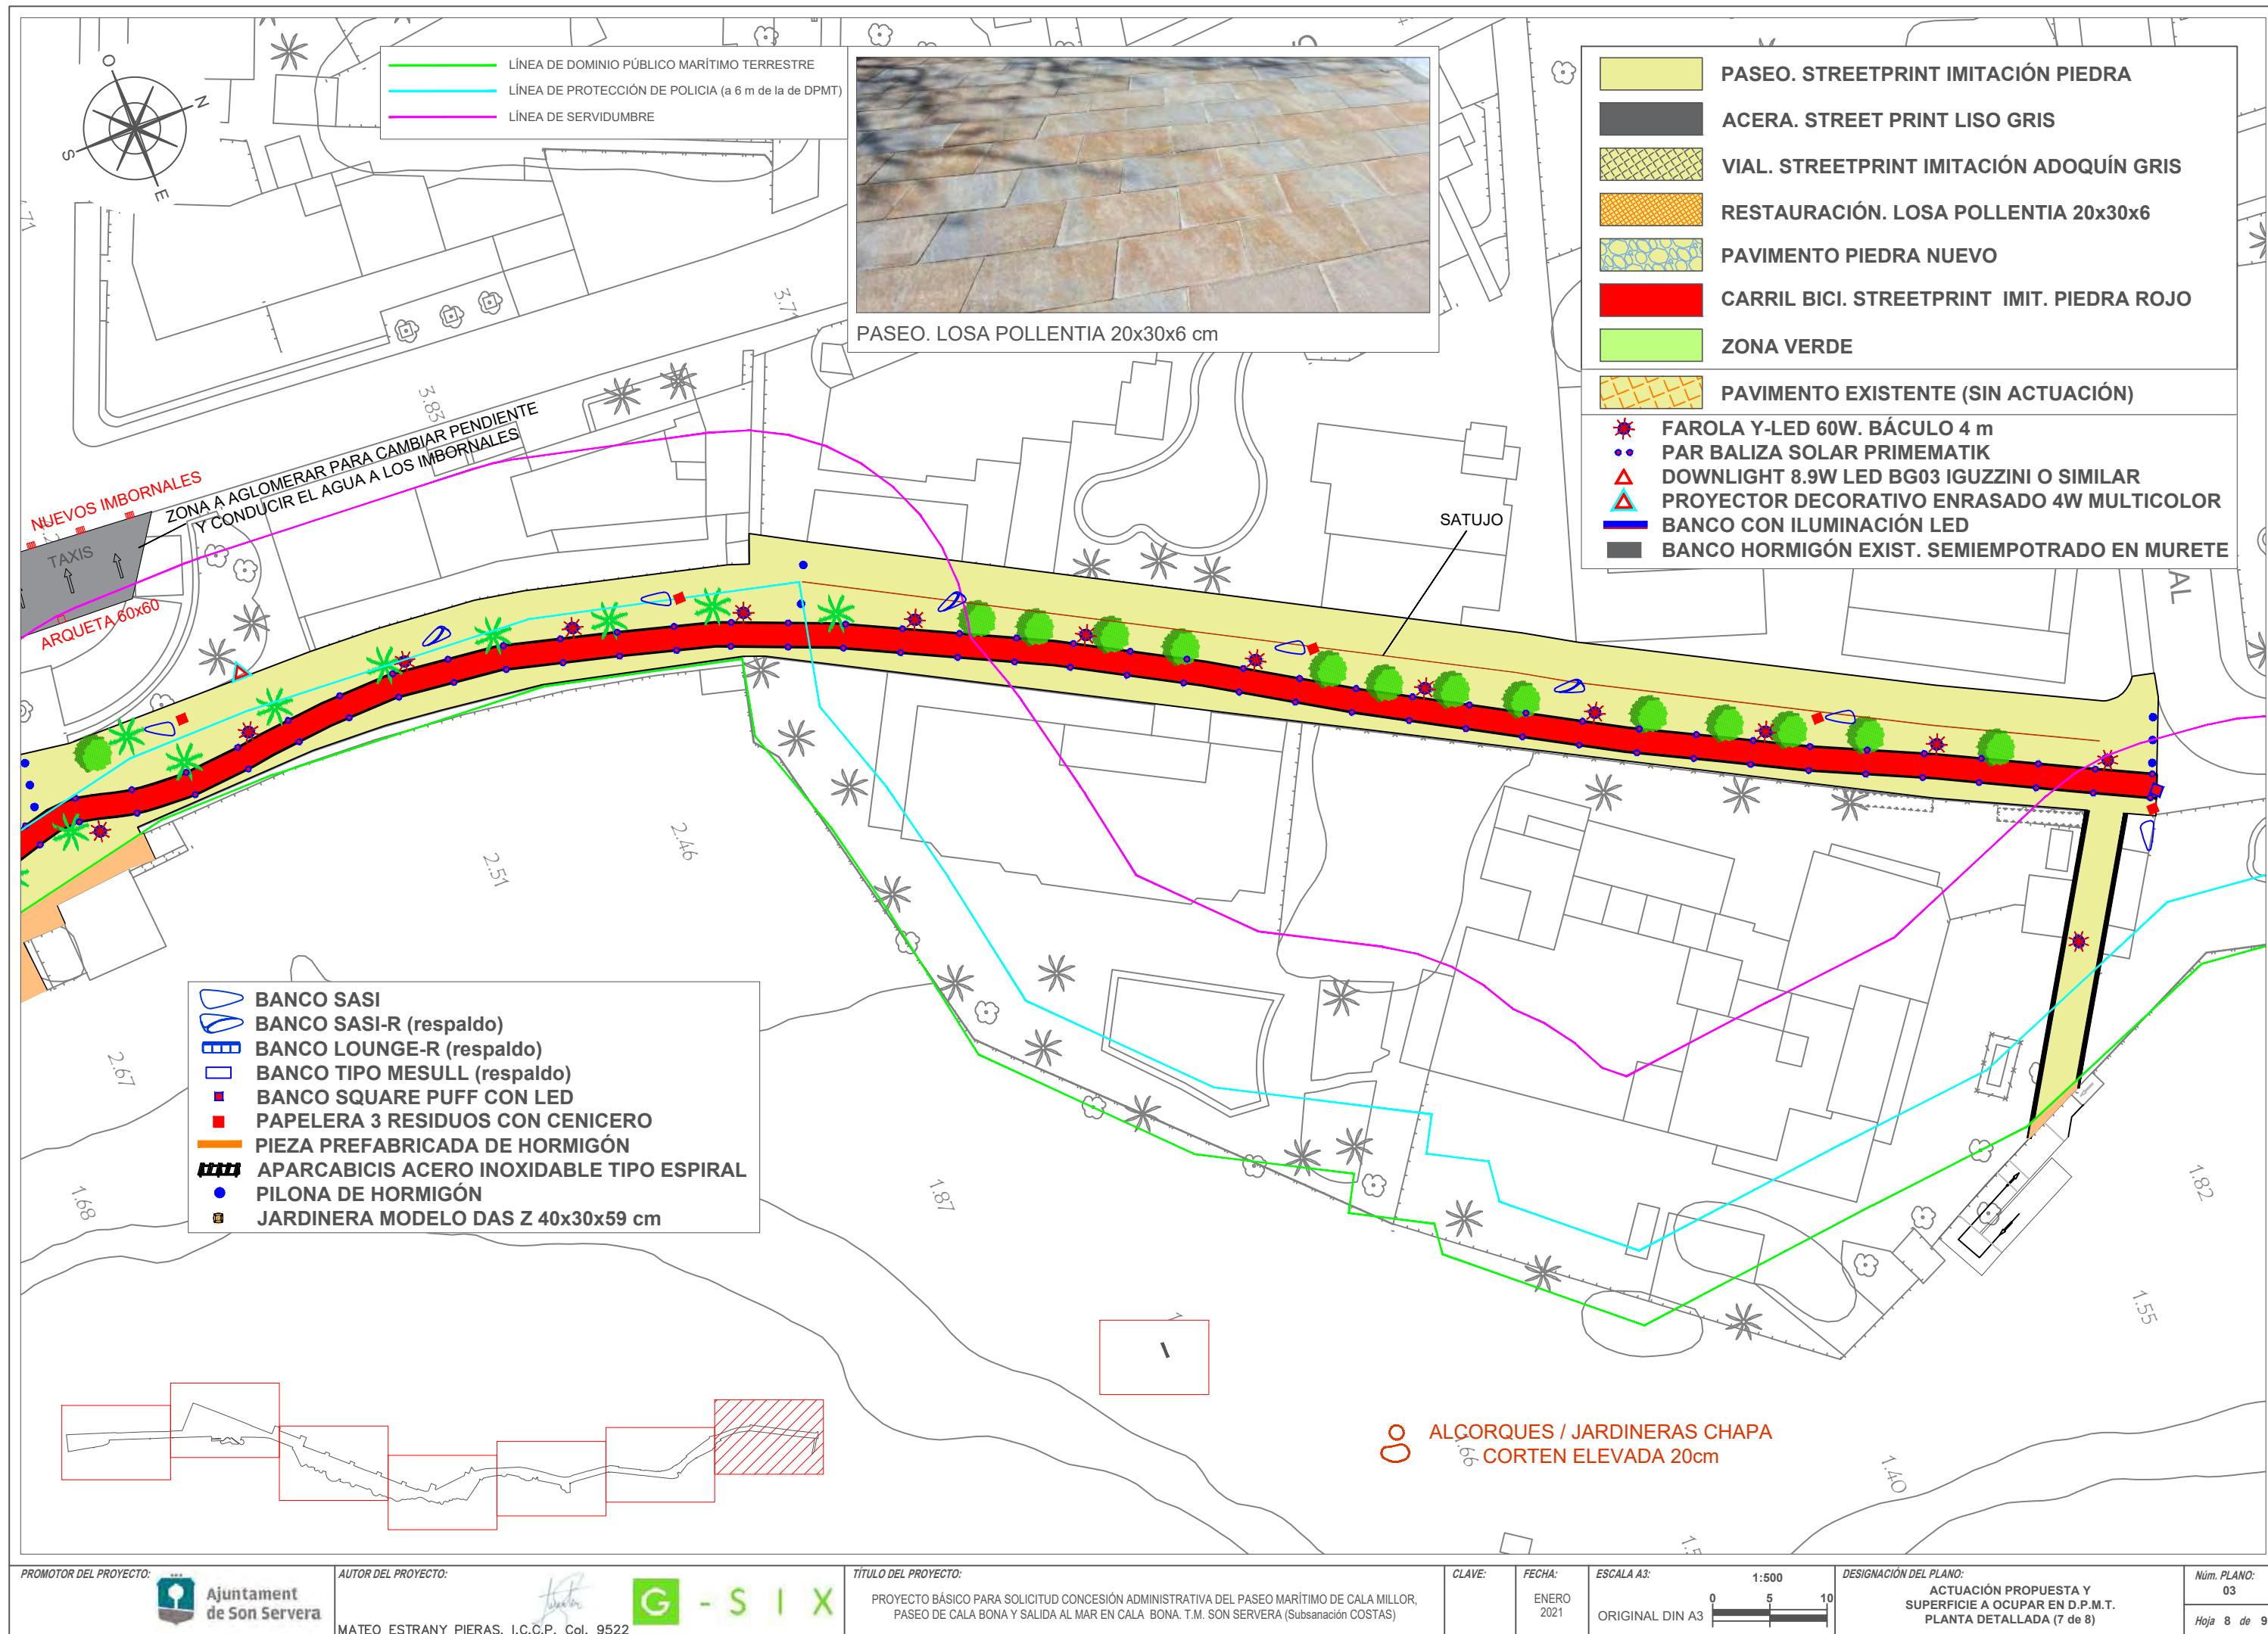 O
N
S
E
LÍNEA DE DOMINIO PÚBLICO MARÍTIMO TERRESTRE
LÍNEA DE PROTECCIÓN DE POLICIA (a 6 m de la de DPMT)
LÍNEA DE SERVIDUMBRE
PASEO. LOSA POLLENTIA 20x30x6 cm
PASEO. STREETPRINT IMITACIÓN PIEDRA
ACERA. STREET PRINT LISO GRIS
VIAL. STREETPRINT IMITACIÓN ADOQUÍN GRIS
RESTAURACIÓN. LOSA POLLENTIA 20x30x6
PAVIMENTO PIEDRA NUEVO
CARRIL BICI. STREETPRINT IMIT. PIEDRA ROJO
ZONA VERDE
PAVIMENTO EXISTENTE (SIN ACTUACIÓN)
FAROLA Y-LED 60W. BÁCULO 4 m
PAR BALIZA SOLAR PRIMEMATIK
DOWNLIGHT 8.9W LED BG03 IGUZZINI O SIMILAR
PROYECTOR DECORATIVO ENRASADO 4W MULTICOLOR
BANCO CON ILUMINACIÓN LED
BANCO HORMIGÓN EXIST. SEMIEMPOTRADO EN MURETE
AL
3.71
3.83
NUEVOS IMBORNALES
ZONA A AGLOMERAR PARA CAMBIAR PENDIENTE
Y CONDUCIR EL AGUA A LOS IMBORNALES
TAXIS
ARQUETA 60x60
SATUJO
2.46
2.51
2.67
1.68
1.87
1.82
1.55
1.66
1.40
BANCO SASI
BANCO SASI-R (respaldo)
BANCO LOUNGE-R (respaldo)
BANCO TIPO MESULL (respaldo)
BANCO SQUARE PUFF CON LED
PAPELERA 3 RESIDUOS CON CENICERO
PIEZA PREFABRICADA DE HORMIGÓN
APARCABICIS ACERO INOXIDABLE TIPO ESPIRAL
PILONA DE HORMIGÓN
JARDINERA MODELO DAS Z 40x30x59 cm
ALCORQUES / JARDINERAS CHAPA
CORTEN ELEVADA 20cm
PROMOTOR DEL PROYECTO:
Ajuntament
de Son Servera
AUTOR DEL PROYECTO:
G - S I X
MATEO ESTRANY PIERAS. I.C.C.P. Col. 9522
TÍTULO DEL PROYECTO:
PROYECTO BÁSICO PARA SOLICITUD CONCESIÓN ADMINISTRATIVA DEL PASEO MARÍTIMO DE CALA MILLOR,
PASEO DE CALA BONA Y SALIDA AL MAR EN CALA BONA. T.M. SON SERVERA (Subsanación COSTAS)
CLAVE:
FECHA:
ENERO
2021
ESCALA A3:
1:500
0 5 10
ORIGINAL DIN A3
DESIGNACIÓN DEL PLANO:
ACTUACIÓN PROPUESTA Y
SUPERFICIE A OCUPAR EN D.P.M.T.
PLANTA DETALLADA (7 de 8)
Núm. PLANO:
03
Hoja 8 de 9